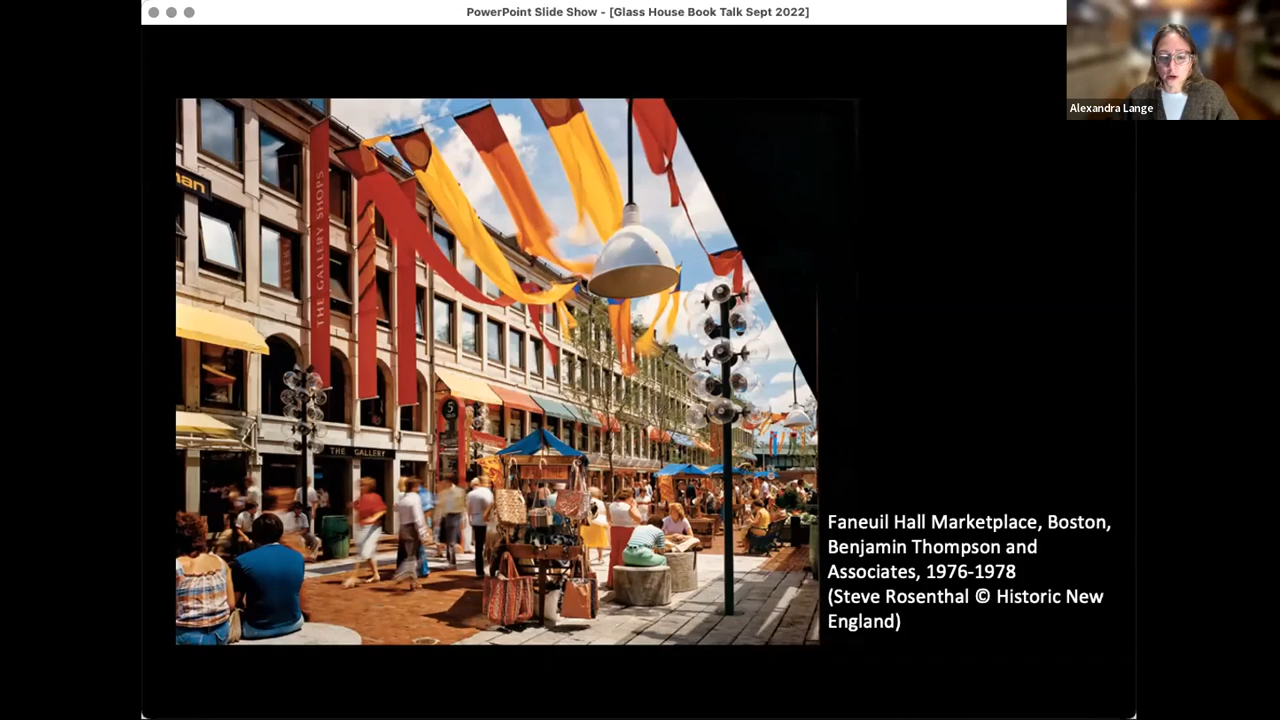 PowerPoint Slide Show - [Glass House Book Talk Sept 2022]
Alexandra Lange
THE GALLERY SHOPS
THE GALLERY
5
Faneuil Hall Marketplace, Boston,
Benjamin Thompson and
Associates, 1976-1978
(Steve Rosenthal © Historic New
England)